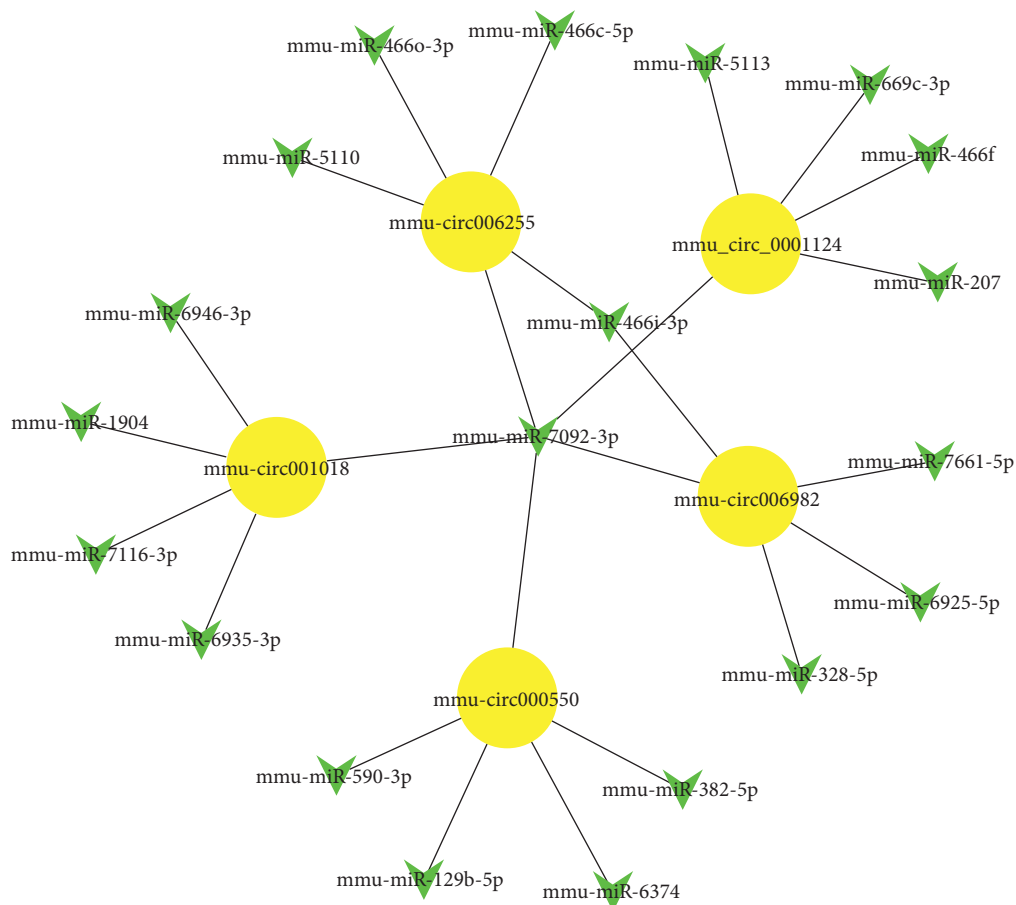 mmu-miR-466c-5p
mmu-miR-466o-3p
mmu-miR-5113
mmu-miR-669c-3p
mmu-miR-5110
mmu-miR-466f
mmu-circ006255
mmu_circ_0001124
mmu-miR-207
mmu-miR-6946-3p
mmu-miR-466i-3p
mmu-miR-1904
mmu-miR-7092-3p
mmu-circ001018
mmu-miR-7661-5p
mmu-circ006982
mmu-miR-7116-3p
mmu-miR-6925-5p
mmu-miR-6935-3p
mmu-miR-328-5p
mmu-circ000550
mmu-miR-590-3p
mmu-miR-382-5p
mmu-miR-129b-5p
mmu-miR-6374